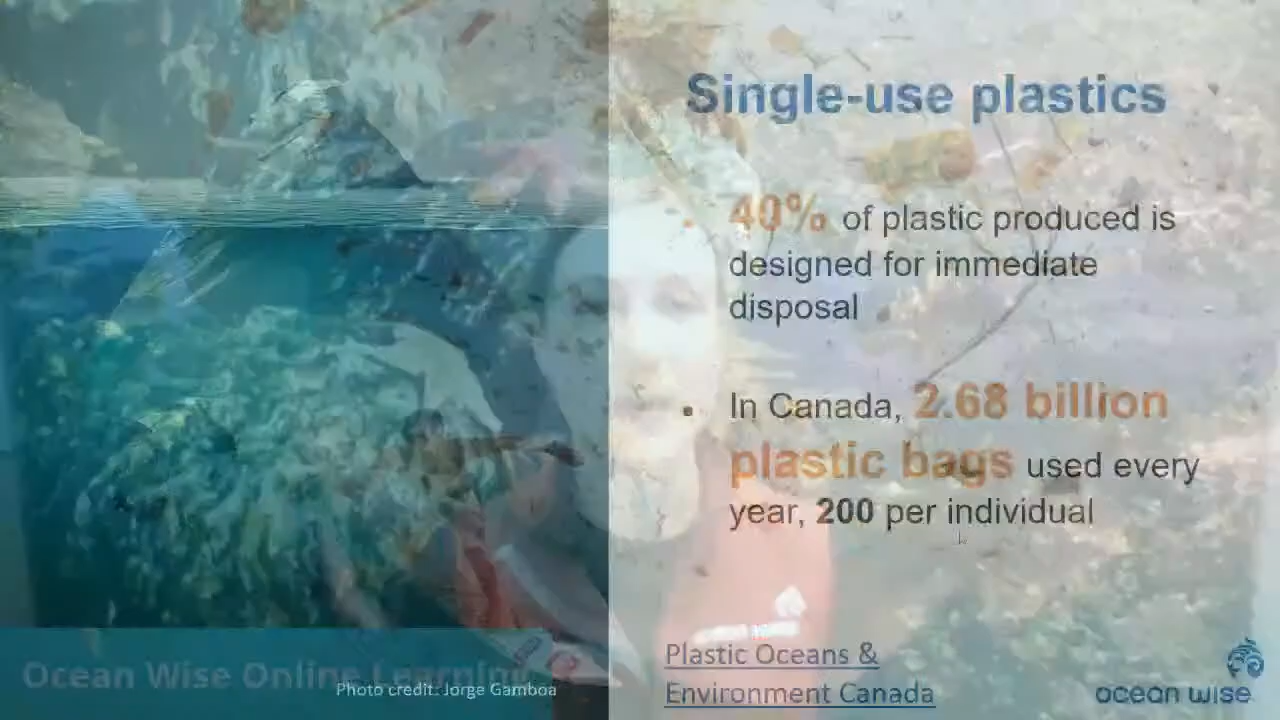 Single-use plastics
40% of plastic produced is
designed for immediate
disposal
In Canada, 2.68 billion
plastic bags used every
year, 200 per individual
Plastic Oceans &
Environment Canada
Ocean Wise Online Learning
Photo credit: Jorge Gamboa
ocean wise